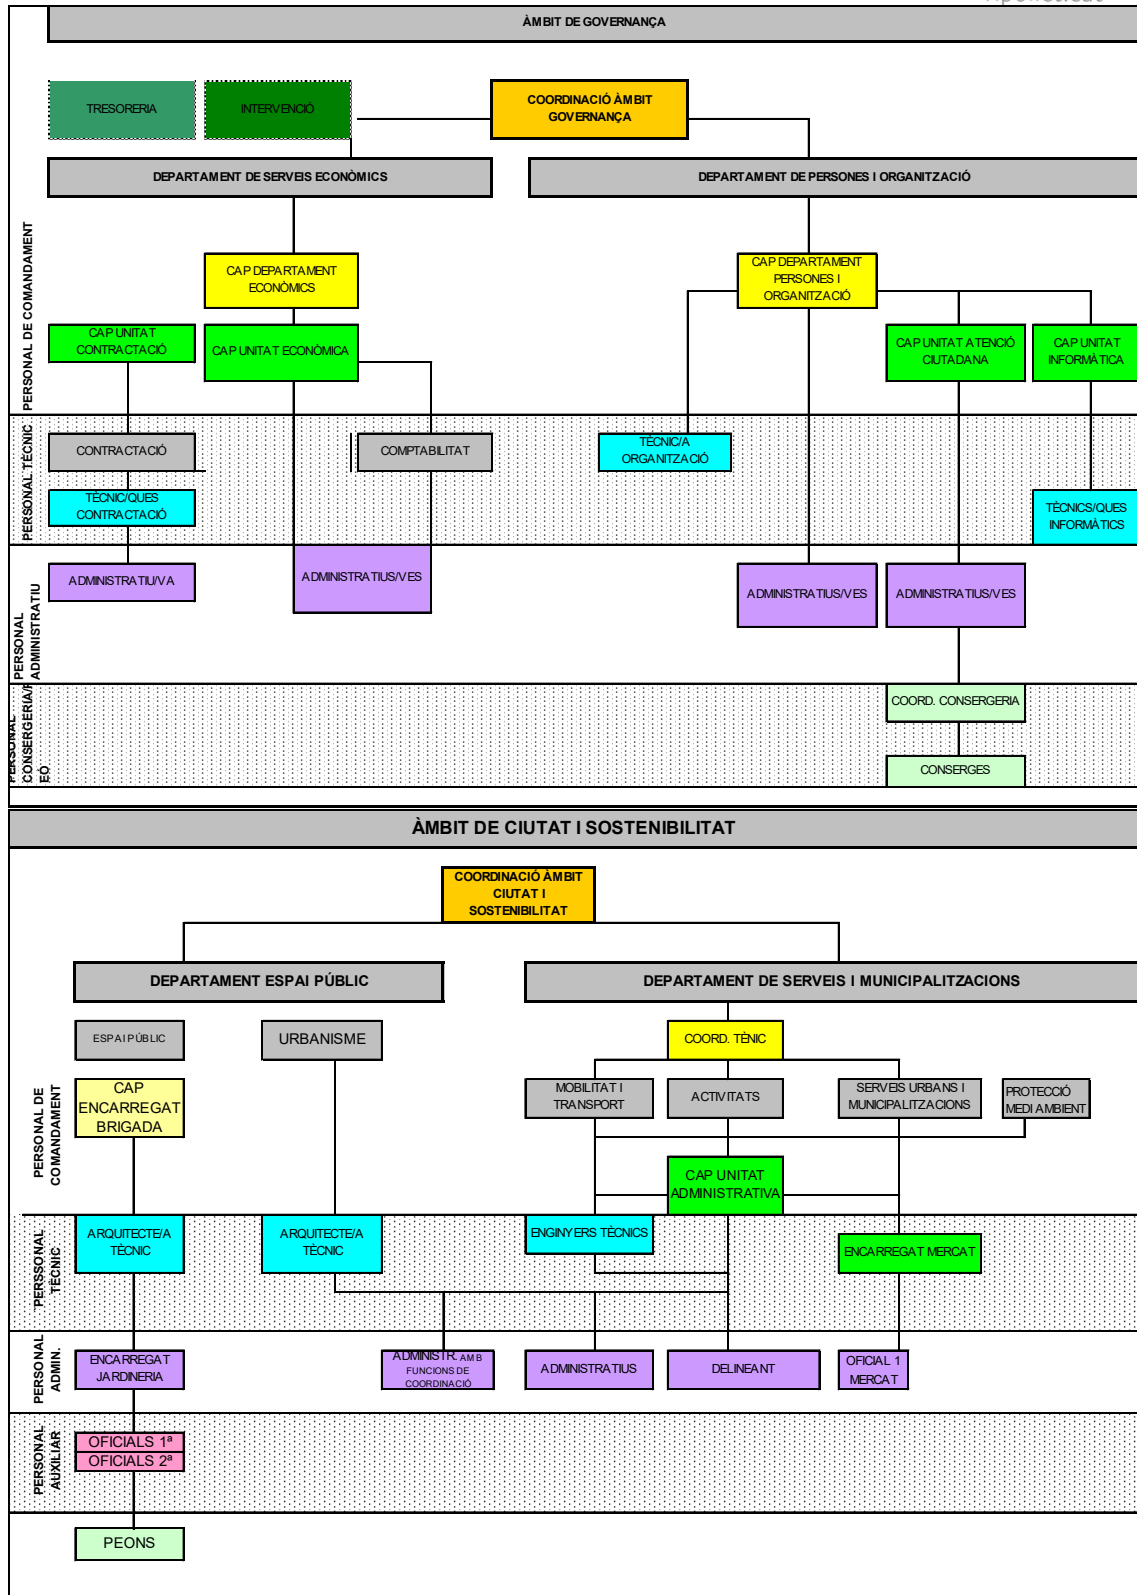 ÀMBIT DE GOVERNANÇA
TRESORERIA
INTERVENCIÓ
COORDINACIÓ ÀMBIT
GOVERNANÇA
DEPARTAMENT DE SERVEIS ECONÒMICS
DEPARTAMENT DE PERSONES I ORGANITZACIÓ
PERSONAL DE COMANDAMENT
CAP DEPARTAMENT
ECONÒMICS
CAP DEPARTAMENT
PERSONES I
ORGANITZACIÓ
CAP UNITAT
CONTRACTACIÓ
CAP UNITAT ECONÒMICA
CAP UNITAT ATENCIÓ
CIUTADANA
CAP UNITAT
INFORMÀTICA
PERSONAL TÈCNIC
CONTRACTACIÓ
COMPTABILITAT
TÈCNIC/A
ORGANITZACIÓ
TÈCNIC/QUES
CONTRACTACIÓ
TÈCNICS/QUES
INFORMÀTICS
PERSONAL
ADMINISTRATIU
ADMINISTRATIU/VA
ADMINISTRATIUS/VES
ADMINISTRATIUS/VES
ADMINISTRATIUS/VES
PERSONAL
CONSERGERIA/P
EÓ
COORD. CONSERGERIA
CONSERGES
ÀMBIT DE CIUTAT I SOSTENIBILITAT
COORDINACIÓ ÀMBIT
CIUTAT I
SOSTENIBILITAT
DEPARTAMENT ESPAI PÚBLIC
DEPARTAMENT DE SERVEIS I MUNICIPALITZACIONS
PERSONAL DE
COMANDAMENT
ESPAI PÚBLIC
URBANISME
COORD. TÈNIC
CAP
ENCARREGAT
BRIGADA
MOBILITAT I
TRANSPORT
ACTIVITATS
SERVEIS URBANS I
MUNICIPALITZACIONS
PROTECCIÓ
MEDI AMBIENT
CAP UNITAT
ADMINISTRATIVA
PERSSONAL
TÈCNIC
ARQUITECTE/A
TÈCNIC
ARQUITECTE/A
TÈCNIC
ENGINYERS TÈCNICS
ENCARREGAT MERCAT
PERSONAL
ADMIN.
ENCARREGAT
JARDINERIA
ADMINISTR. AMB
FUNCIONS DE
COORDINACIÓ
ADMINISTRATIUS
DELINEANT
OFICIAL 1
MERCAT
PERSONAL
AUXILIAR
OFICIALS 1ª
OFICIALS 2ª
PEONS